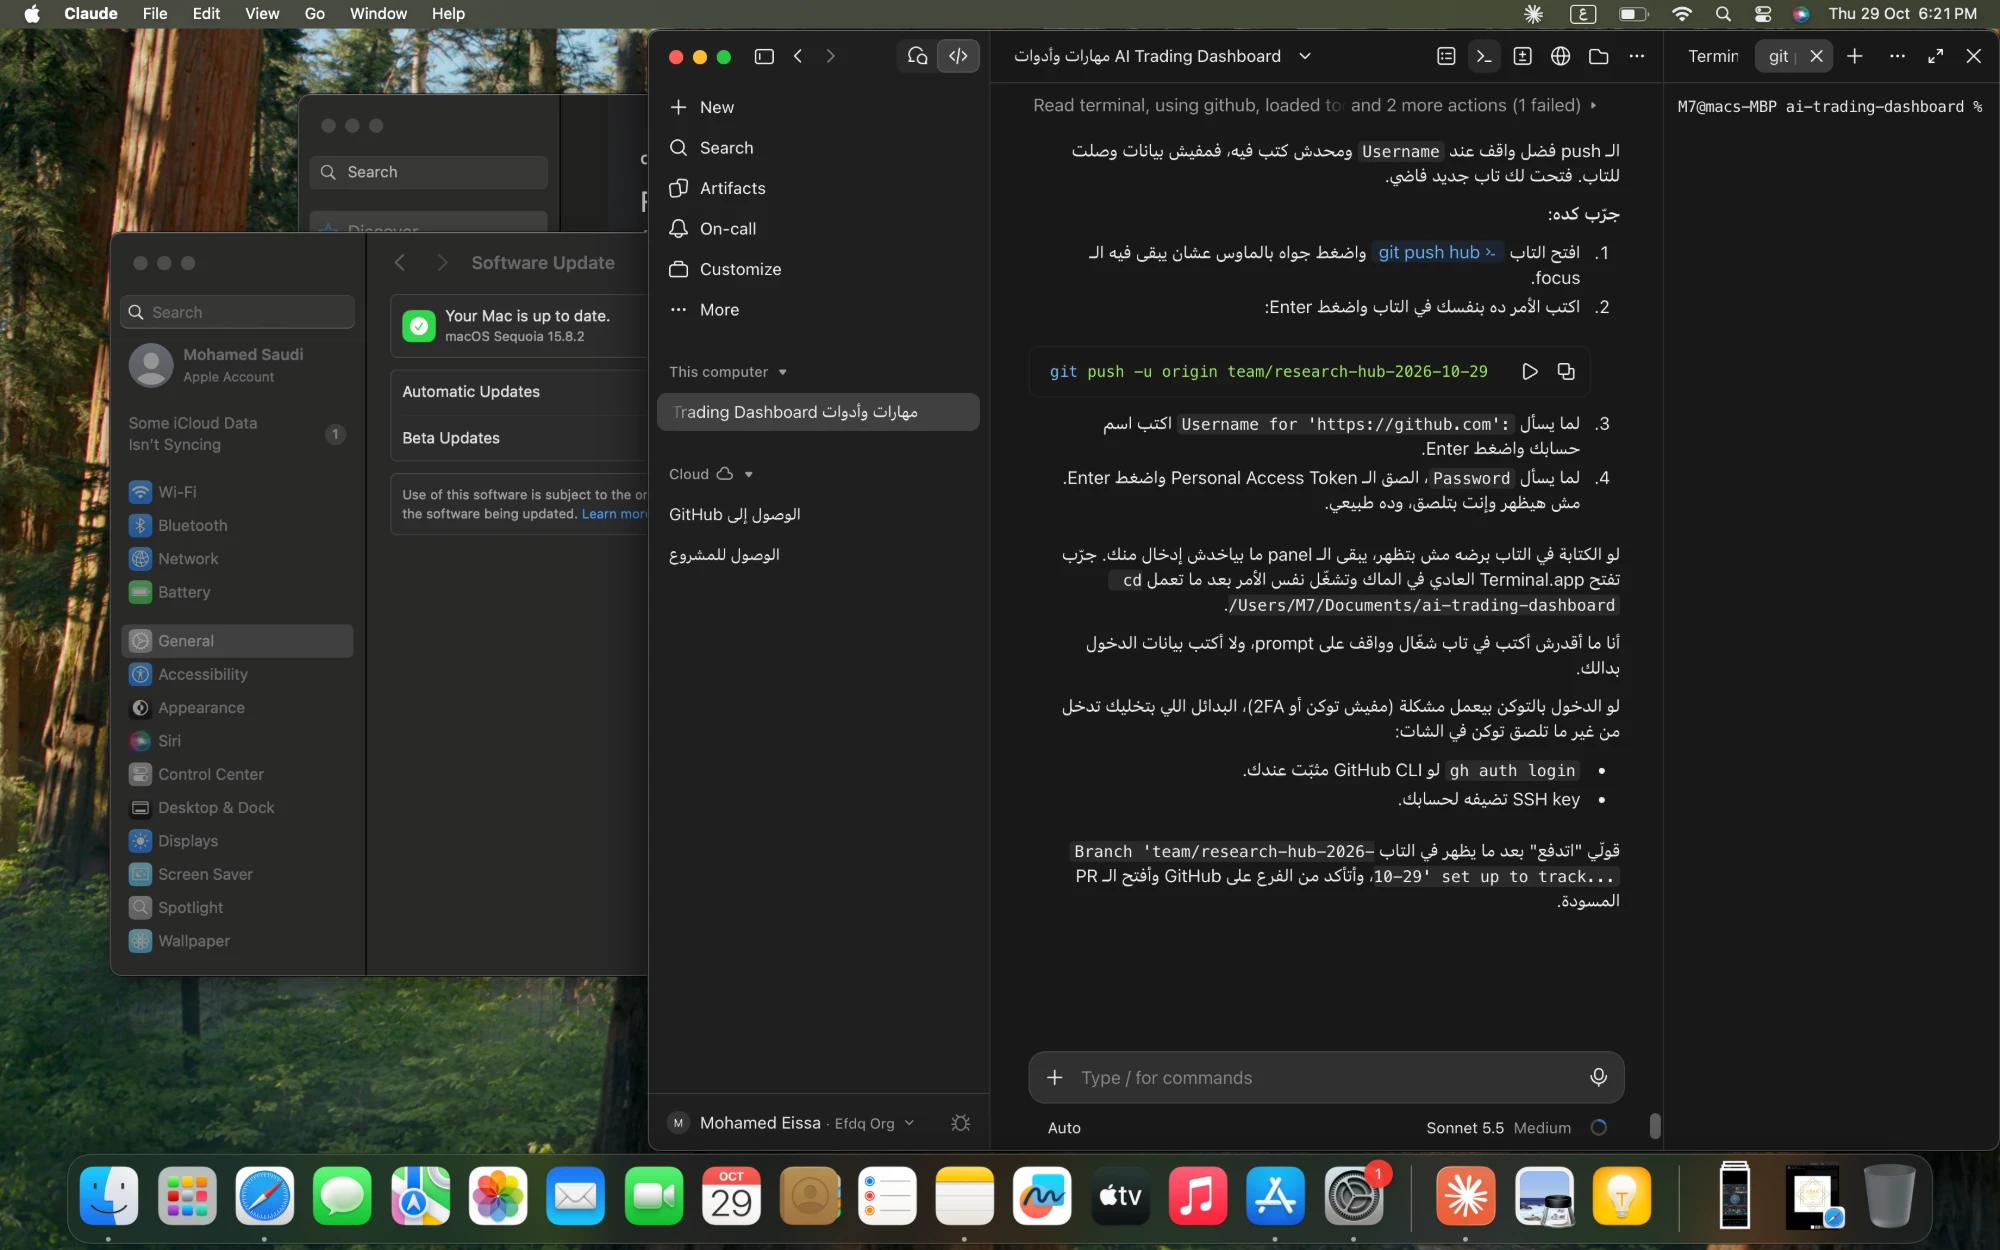 Claude File Edit View Go Window Help
ع
Thu 29 Oct 6:21 PM
Search
Discover
Software Update
Search
Mohamed Saudi
Apple Account
Some iCloud Data
Isn't Syncing
1
Wi-Fi
Bluetooth
Network
Battery
General
Accessibility
Appearance
Siri
Control Center
Desktop & Dock
Displays
Screen Saver
Spotlight
Wallpaper
Your Mac is up to date.
macOS Sequoia 15.8.2
Automatic Updates
Beta Updates
Use of this software is subject to the
the software being updated. Learn more
New
Search
Artifacts
On-call
Customize
More
This computer
Trading Dashboard مهارات وأدوات
Cloud
الوصول إلى GitHub
الوصول للمشروع
M Mohamed Eissa · Efdq Org
مهارات وأدوات AI Trading Dashboard
Read terminal, using github, loaded to and 2 more actions (1 failed)
الـ push فضل واقف عند Username ومحدش كتب فيه، فمفيش بيانات وصلت
للتاب. فتحت لك تاب جديد فاضي.
جرّب كده:
1. افتح التاب git push hub واضغط جواه بالماوس عشان يبقى فيه الـ
focus.
2. اكتب الأمر ده بنفسك في التاب واضغط Enter:
git push -u origin team/research-hub-2026-10-29
3. لما يسأل Username for 'https://github.com': اكتب اسم
حسابك واضغط Enter.
4. لما يسأل Password، الصق الـ Personal Access Token واضغط Enter.
مش هيظهر وإنت بتلصق، وده طبيعي.
لو الكتابة في التاب برضه مش بتظهر، يبقى الـ panel ما بياخدش إدخال منك. جرّب
تفتح Terminal.app العادي في الماك وتشغّل نفس الأمر بعد ما تعمل cd
/Users/M7/Documents/ai-trading-dashboard.
أنا ما أقدرش أكتب في تاب شغّال وواقف على prompt، ولا أكتب بيانات الدخول
بدالك.
لو الدخول بالتوكن بيعمل مشكلة (مفيش توكن أو 2FA)، البدائل اللي بتخليك تدخل
من غير ما تلصق توكن في الشات:
• gh auth login لو GitHub CLI مثبّت عندك.
• SSH key تضيفه لحسابك.
قولّي "اتدفع" بعد ما يظهر في التاب Branch 'team/research-hub-2026-
10-29' set up to track...، وأتأكد من الفرع على GitHub وأفتح الـ PR
المسودة.
Type / for commands
Auto
Sonnet 5.5 Medium
Termin
git
M7@macs-MBP ai-trading-dashboard %
OCT
29
tv
1